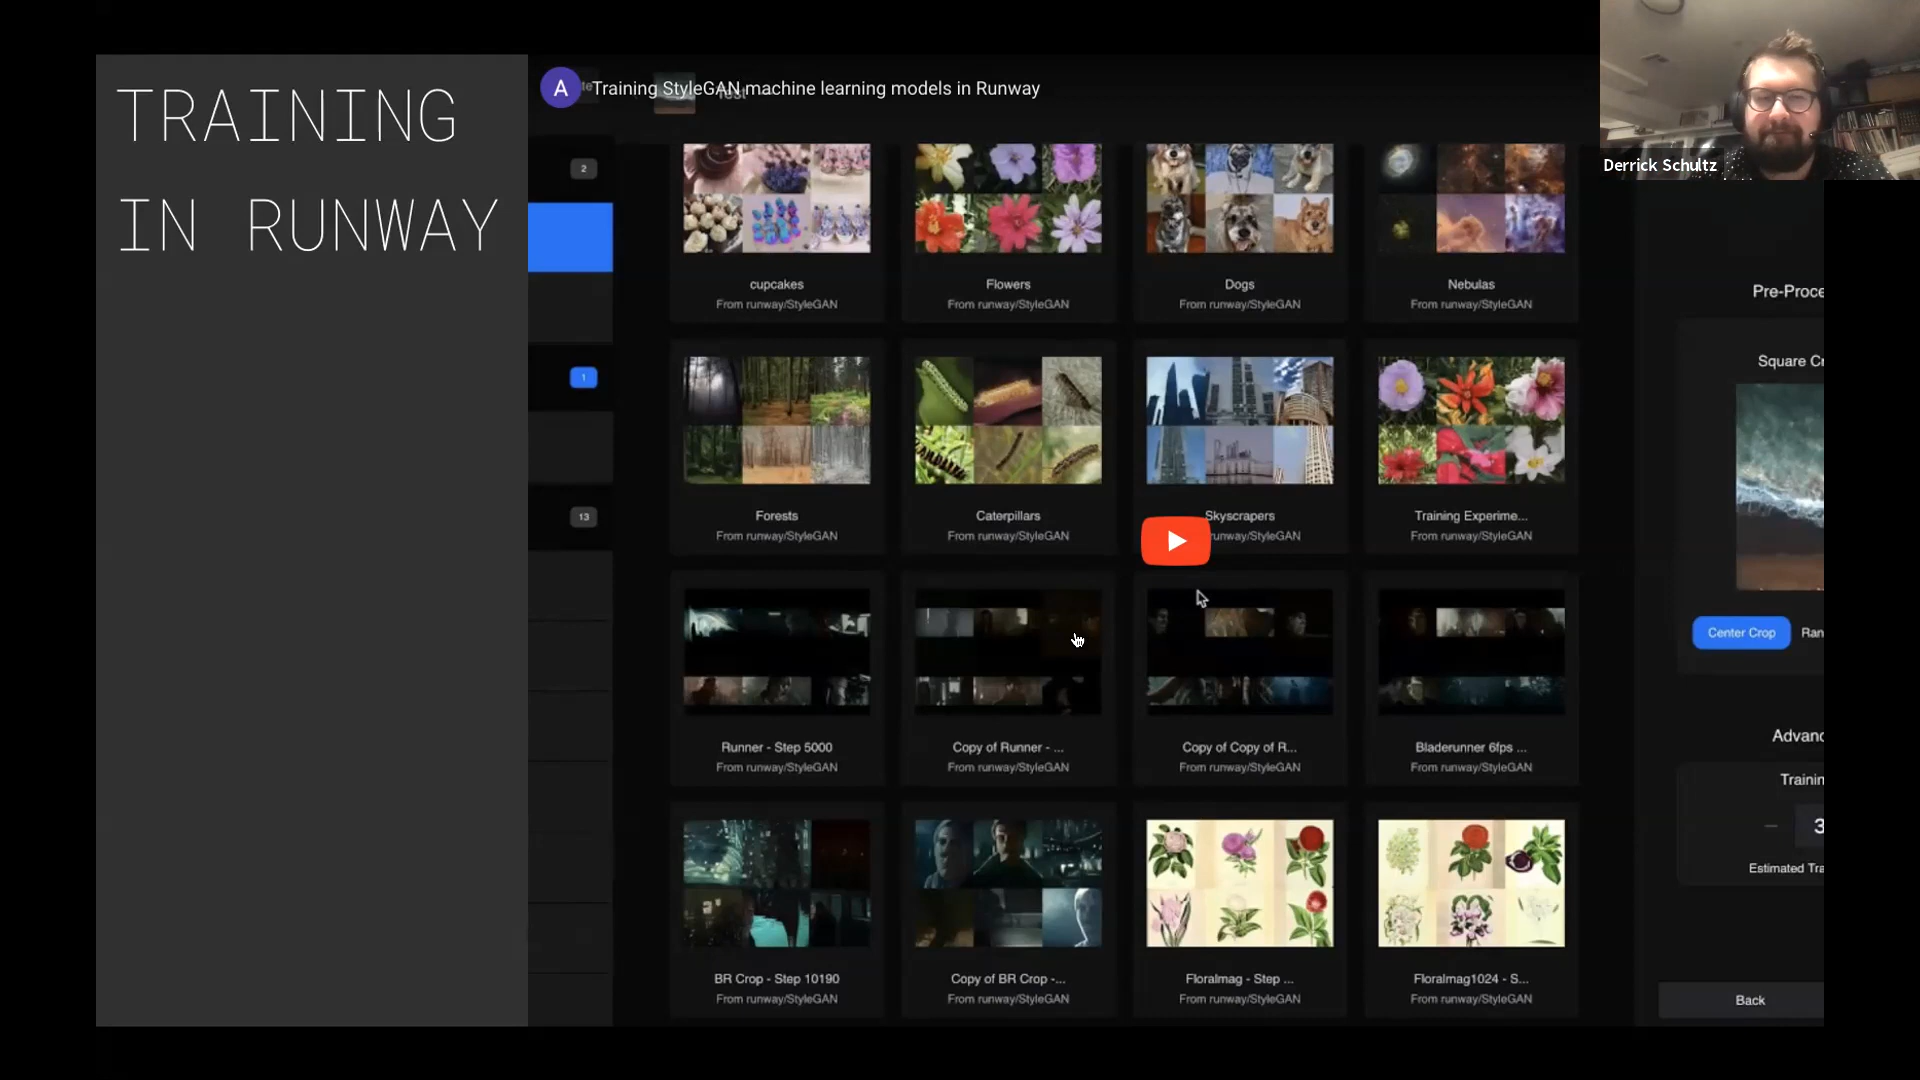 TRAINING
IN RUNWAY
A
Training StyleGAN machine learning models in Runway
Derrick Schultz
2
1
13
cupcakes
From runway/StyleGAN
Flowers
From runway/StyleGAN
Dogs
From runway/StyleGAN
Nebulas
From runway/StyleGAN
Forests
From runway/StyleGAN
Caterpillars
From runway/StyleGAN
Skyscrapers
runway/StyleGAN
Training Experime...
From runway/StyleGAN
Runner - Step 5000
From runway/StyleGAN
Copy of Runner - ...
From runway/StyleGAN
Copy of Copy of R...
From runway/StyleGAN
Bladerunner 6fps ...
From runway/StyleGAN
BR Crop - Step 10190
From runway/StyleGAN
Copy of BR Crop -...
From runway/StyleGAN
Floralmag - Step ...
From runway/StyleGAN
Floralmag1024 - S...
From runway/StyleGAN
Pre-Proce
Square Cr
Center Crop
Ran
Advanc
Trainin
3
Estimated Tra
Back